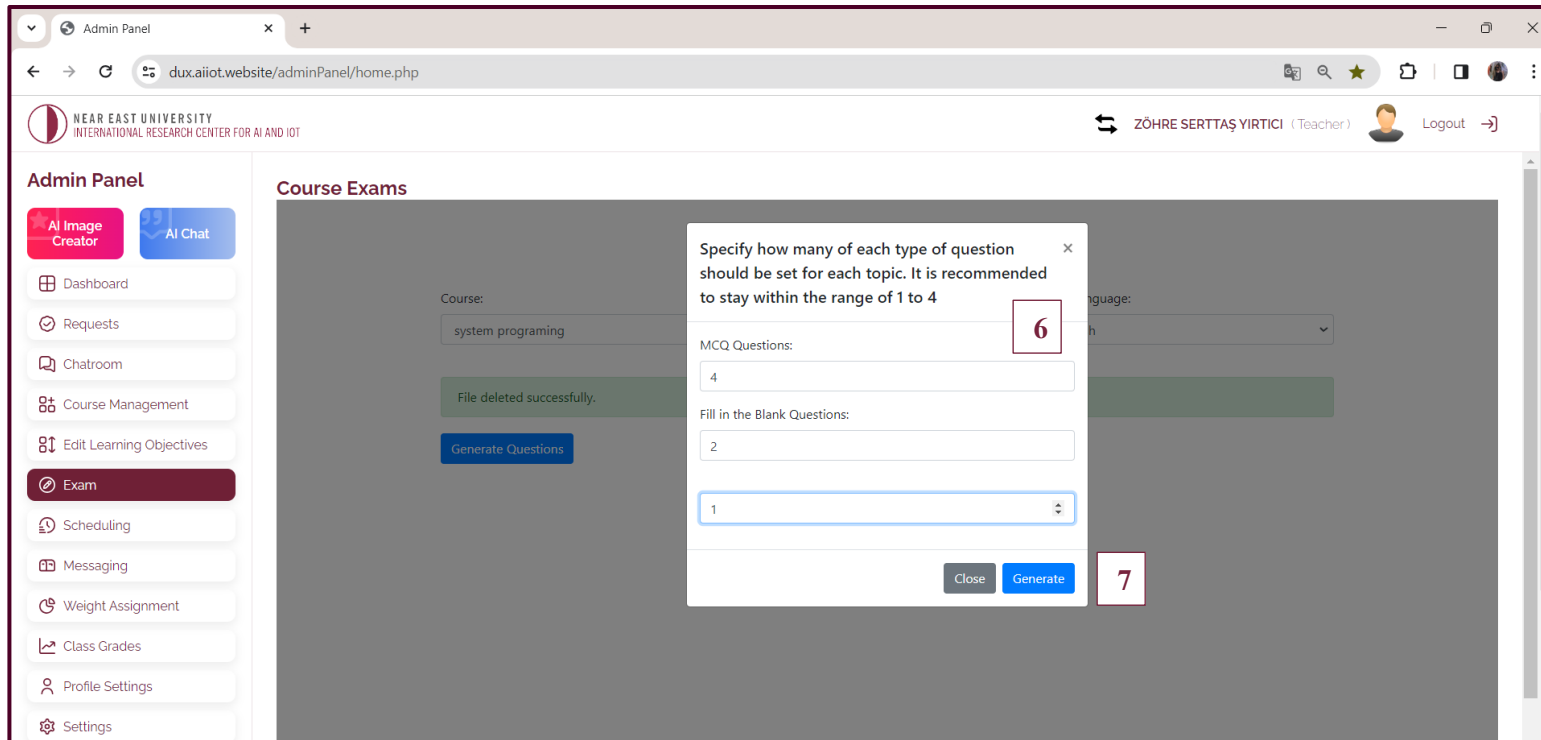 Admin Panel
dux.aiiot.website/adminPanel/home.php
NEAR EAST UNIVERSITY
INTERNATIONAL RESEARCH CENTER FOR AI AND IOT
ZÖHRE SERTTAŞ YIRTICI (Teacher)
Logout
Admin Panel
AI Image
Creator
AI Chat
Dashboard
Requests
Chatroom
Course Management
Edit Learning Objectives
Exam
Scheduling
Messaging
Weight Assignment
Class Grades
Profile Settings
Settings
Course Exams
Course:
system programing
nguage:
h
File deleted successfully.
Generate Questions
Specify how many of each type of question
should be set for each topic. It is recommended
to stay within the range of 1 to 4
×
6
MCQ Questions:
4
Fill in the Blank Questions:
2
1
Close
Generate
7